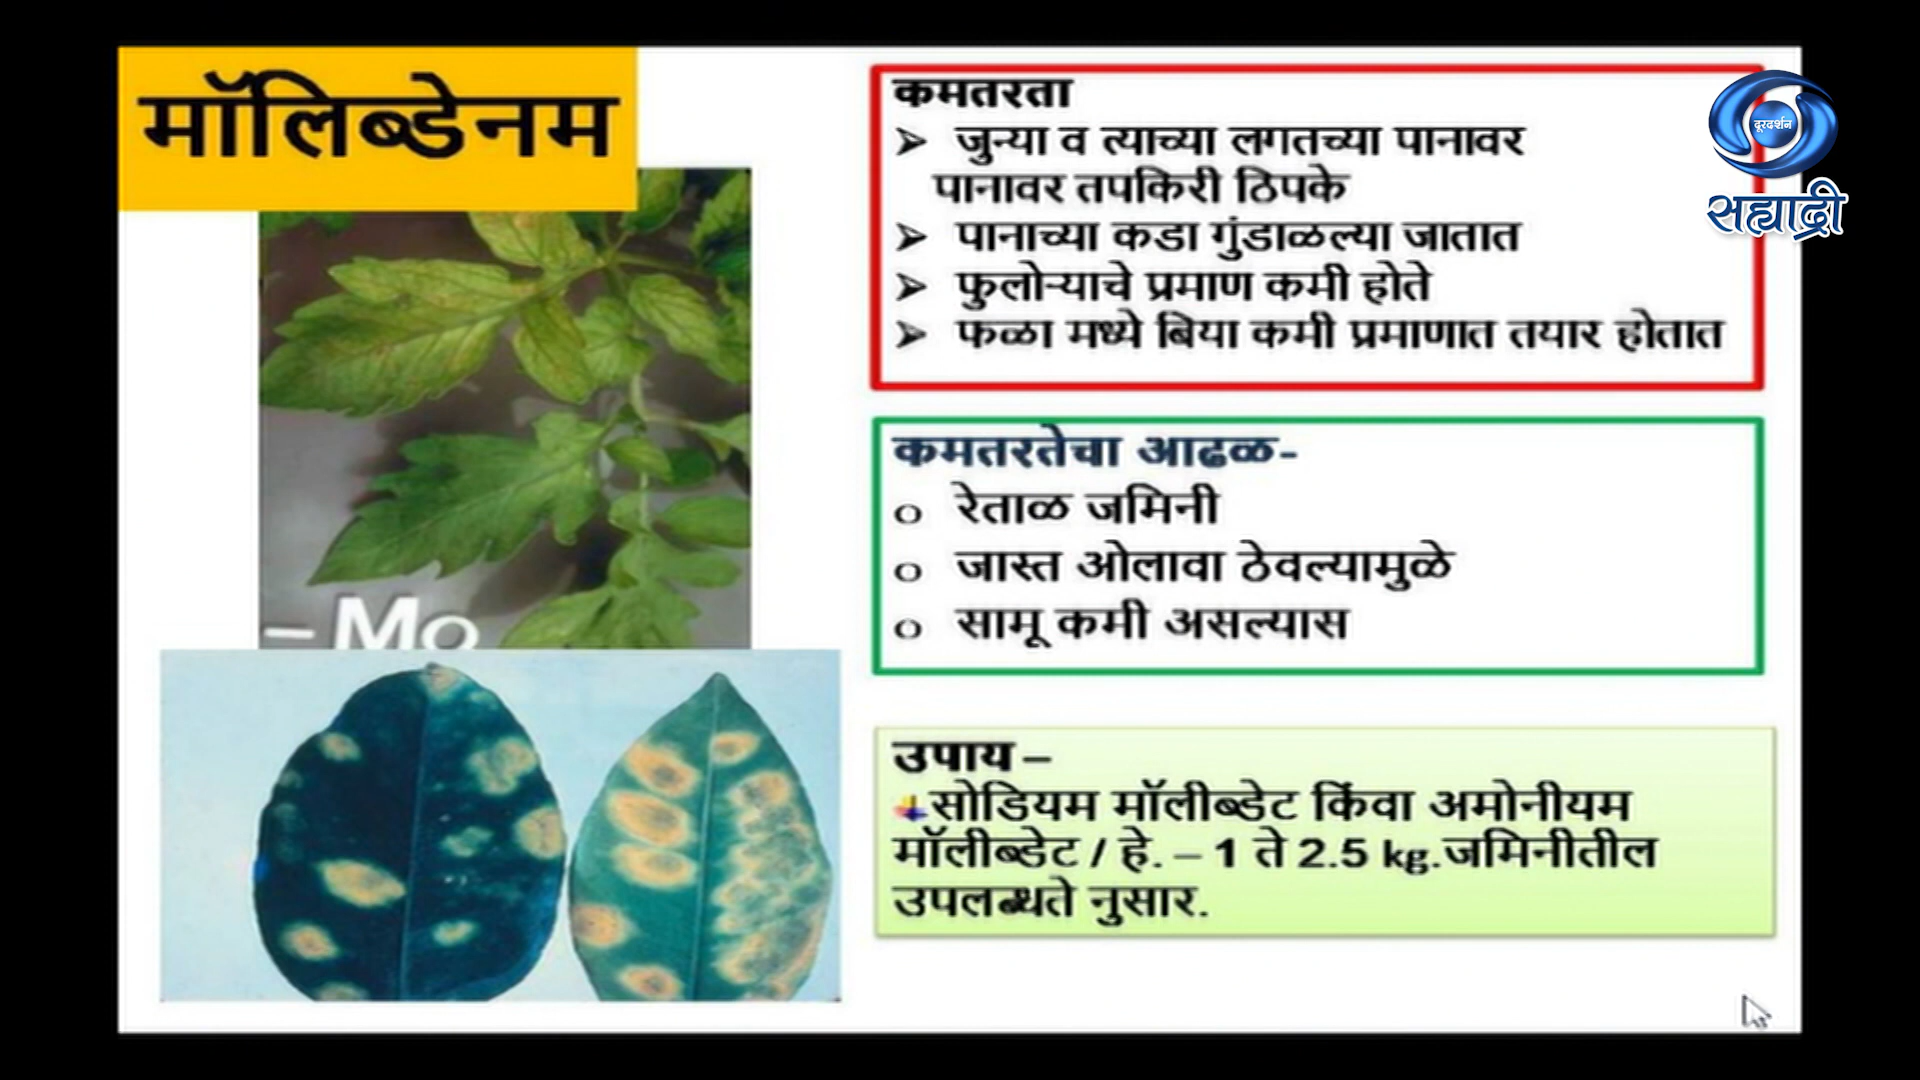 मॉलिब्डेनम
– Mo
कमतरता
➢ जुन्या व त्याच्या लगतच्या पानावर
पानावर तपकिरी ठिपके
➢ पानाच्या कडा गुंडाळल्या जातात
➢ फुलोऱ्याचे प्रमाण कमी होते
➢ फळा मध्ये बिया कमी प्रमाणात तयार होतात
कमतरतेचा आढळ-
o रेताळ जमिनी
o जास्त ओलावा ठेवल्यामुळे
o सामू कमी असल्यास
उपाय –
सोडियम मॉलीब्डेट किंवा अमोनीयम
मॉलीब्डेट / हे. – 1 ते 2.5 kg.जमिनीतील
उपलब्धते नुसार.
दूरदर्शन
सह्याद्री